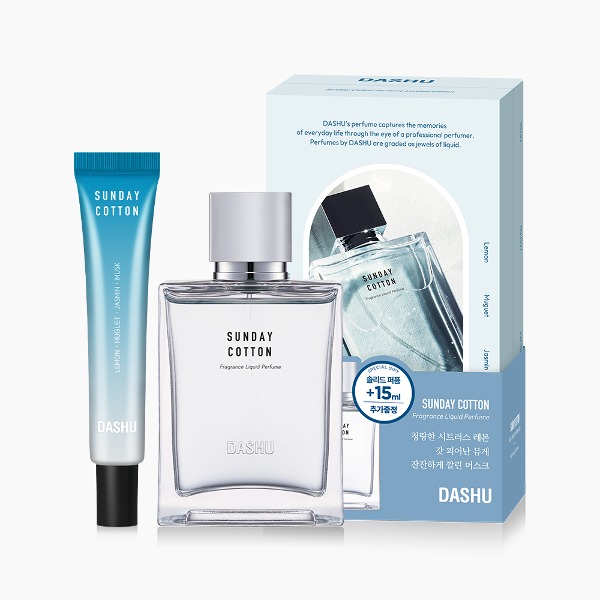 SUNDAY
COTTON
LEMON • MUGUET • JASMIN • MUSK
DASHU
SUNDAY
COTTON
Fragrance Liquid Perfume
DASHU
DASHU
DASHU's perfume captures the memories
of everyday life through the eye of a professional perfumer.
Perfumes by DASHU are graded as jewels of liquid.
SUNDAY
COTTON
Fragrance Liquid Perfume
Lemon
Muguet
Jasmin
SPECIAL GIFT
솔리드 퍼퓸
+15ml
추가증정
SUNDAY COTTON
Fragrance Liquid Perfume
청량한 시트러스 레몬
갓 피어난 뮤게
잔잔하게 깔린 머스크
DASHU